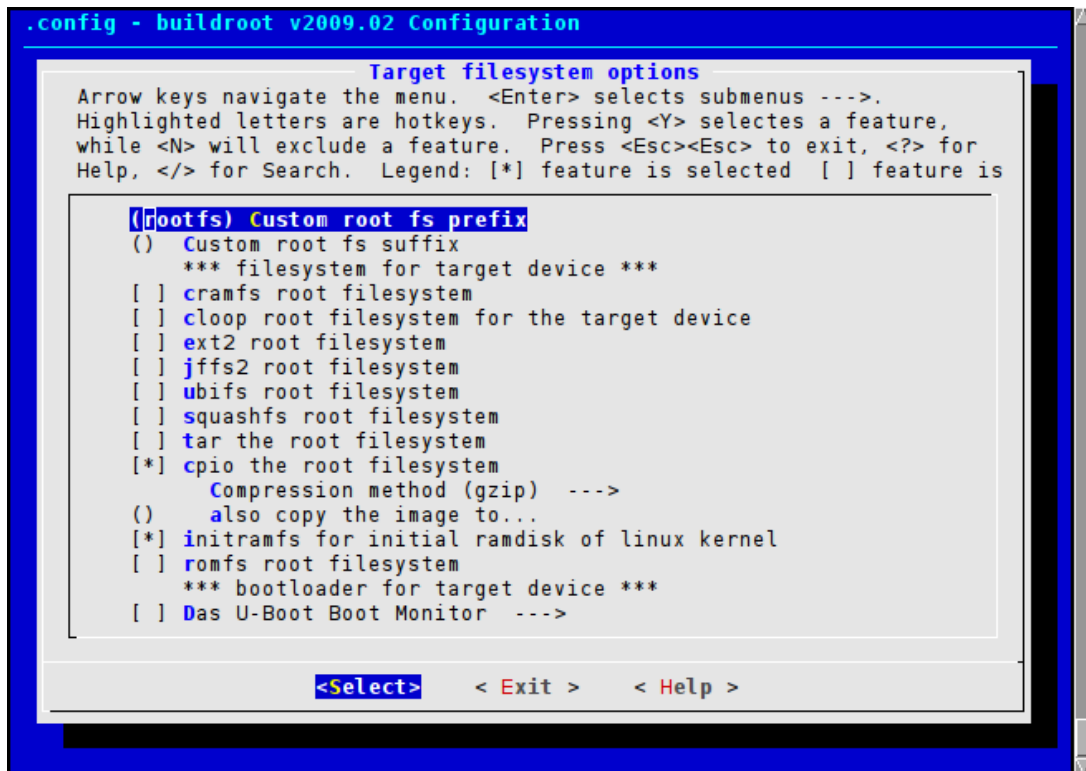 .config - buildroot v2009.02 Configuration
Target filesystem options
Arrow keys navigate the menu.  <Enter> selects submenus --->.
Highlighted letters are hotkeys.  Pressing <Y> selectes a feature,
while <N> will exclude a feature.  Press <Esc><Esc> to exit, <?> for
Help, </> for Search.  Legend: [*] feature is selected  [ ] feature is
(rootfs) Custom root fs prefix
()  Custom root fs suffix
*** filesystem for target device ***
[ ] cramfs root filesystem
[ ] cloop root filesystem for the target device
[ ] ext2 root filesystem
[ ] jffs2 root filesystem
[ ] ubifs root filesystem
[ ] squashfs root filesystem
[ ] tar the root filesystem
[*] cpio the root filesystem
Compression method (gzip)  --->
()    also copy the image to...
[*] initramfs for initial ramdisk of linux kernel
[ ] romfs root filesystem
*** bootloader for target device ***
[ ] Das U-Boot Boot Monitor  --->
<Select>    < Exit >    < Help >